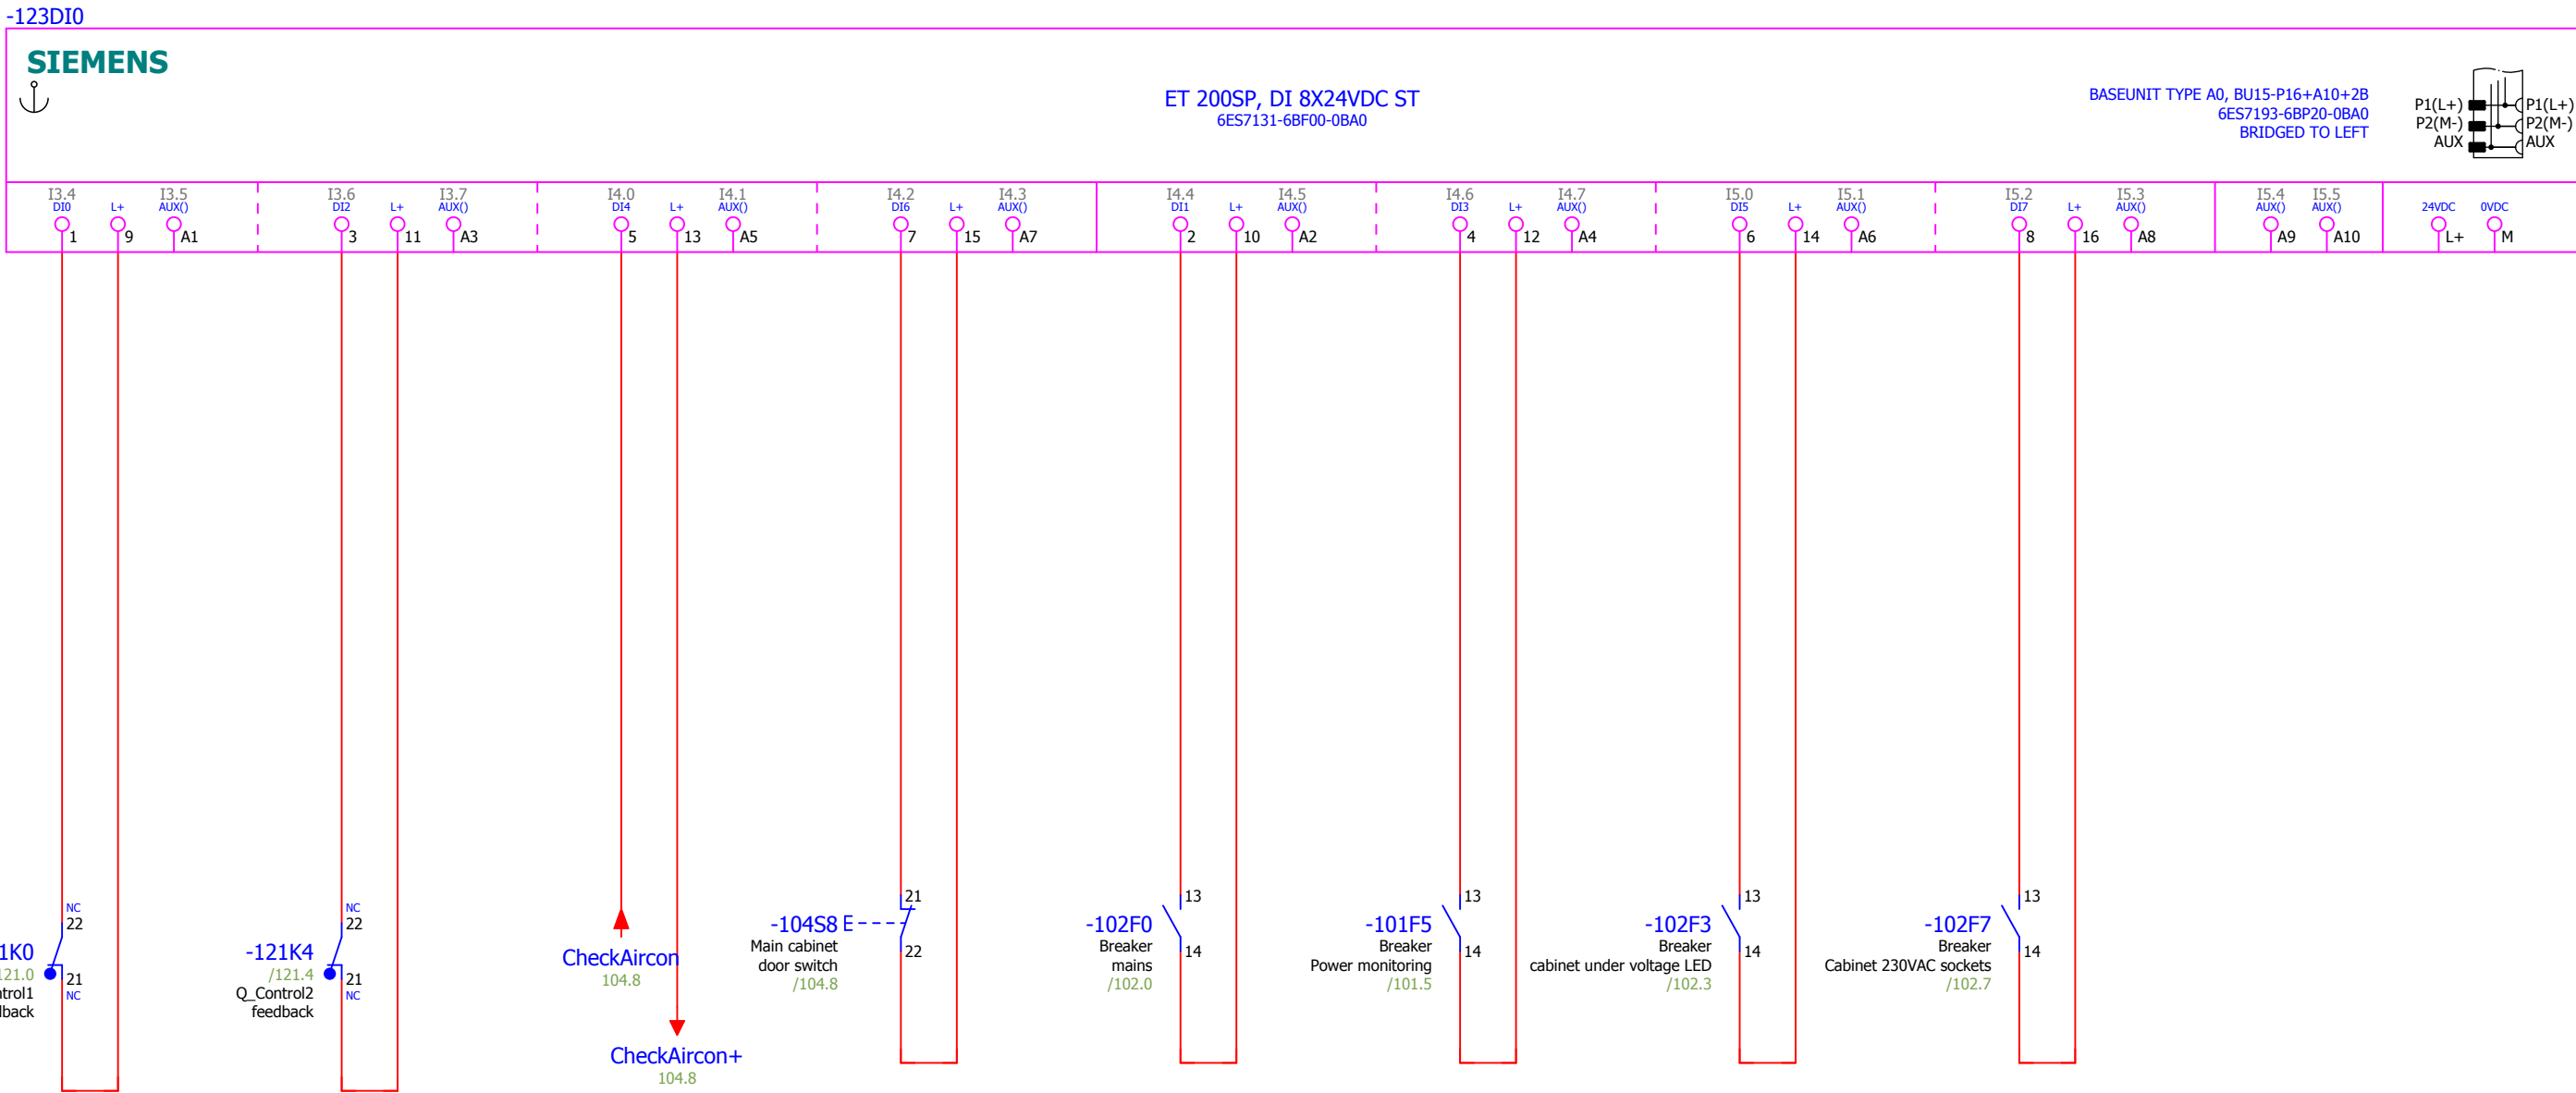 -123DI0
SIEMENS
ET 200SP, DI 8X24VDC ST
6ES7131-6BF00-0BA0
BASEUNIT TYPE A0, BU15-P16+A10+2B
6ES7193-6BP20-0BA0
BRIDGED TO LEFT
P1(L+) P1(L+)
P2(M-) P2(M-)
AUX AUX
I3.4 I3.5 I3.6 I3.7 I4.0 I4.1 I4.2 I4.3 I4.4 I4.5 I4.6 I4.7 I5.0 I5.1 I5.2 I5.3 I5.4 I5.5
DI0 L+ AUX() DI2 L+ AUX() DI4 L+ AUX() DI6 L+ AUX() DI1 L+ AUX() DI3 L+ AUX() DI5 L+ AUX() DI7 L+ AUX() AUX() AUX() 24VDC 0VDC
1 9 A1 3 11 A3 5 13 A5 7 15 A7 2 10 A2 4 12 A4 6 14 A6 8 16 A8 A9 A10 L+ M
NC
22
1K0
121.0
21
NC
ntrol1
dback
NC
22
-121K4
/121.4
21
NC
Q_Control2
feedback
CheckAircon
104.8
CheckAircon+
104.8
21
-104S8
Main cabinet
door switch
/104.8
22
13
-102F0
Breaker
mains
/102.0
14
13
-101F5
Breaker
Power monitoring
/101.5
14
13
-102F3
Breaker
cabinet under voltage LED
/102.3
14
13
-102F7
Breaker
Cabinet 230VAC sockets
/102.7
14